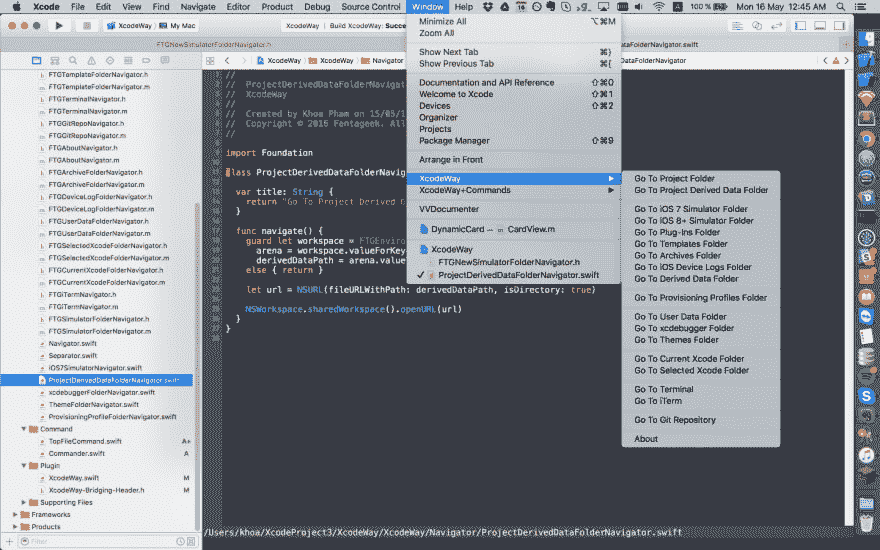 Xcode File Edit View Find Navigate Editor Product Debug Source Control Window Help 100 % Mon 16 May 12:45 AM
XcodeWay My Mac
XcodeWay | Build XcodeWay:
FTGNewSimulatorFolderNavigator.h
DataFolderNavigator.swift
XcodeWay XcodeWay Navigator
Navigator
FTGTemplateFolderNavigator.h
FTGTemplateFolderNavigator.m
FTGTerminalNavigator.h
FTGTerminalNavigator.m
FTGGitRepoNavigator.h
FTGGitRepoNavigator.m
FTGAboutNavigator.h
FTGAboutNavigator.m
FTGArchiveFolderNavigator.h
FTGArchiveFolderNavigator.m
FTGDeviceLogFolderNavigator.h
FTGDeviceLogFolderNavigator.m
FTGUserDataFolderNavigator.h
FTGUserDataFolderNavigator.m
FTGSelectedXcodeFolderNavigator.h
FTGSelectedXcodeFolderNavigator.m
FTGCurrentXcodeFolderNavigator.h
FTGCurrentXcodeFolderNavigator.m
FTGiTermNavigator.h
FTGiTermNavigator.m
FTGSimulatorFolderNavigator.h
FTGSimulatorFolderNavigator.m
Navigator.swift
Separator.swift
iOS7SimulatorNavigator.swift
ProjectDerivedDataFolderNavigator.swift
xcdebuggerFolderNavigator.swift
ThemeFolderNavigator.swift
ProvisioningProfileFolderNavigator.swift
Command
TopFileCommand.swift A+
Commander.swift A
Plugin
XcodeWay.swift M
XcodeWay-Bridging-Header.h M
Supporting Files
Frameworks
Products
Filter
//
// ProjectDerivedDataFolderNavigator
// XcodeWay
//
// Created by Khoa Pham on 15/05/1
// Copyright © 2016 Fantageek. All
//
import Foundation
class ProjectDerivedDataFolderNavig
var title: String {
return "Go To Project Derived
}
func navigate() {
guard let workspace = FTGEnviro
arena = workspace.valueForKey
derivedDataPath = arena.value
else { return }
let url = NSURL(fileURLWithPath: derivedDataPath, isDirectory: true)
NSWorkspace.sharedWorkspace().openURL(url)
}
}
Minimize All ⌥⌘M
Zoom All
Show Next Tab ⌘}
Show Previous Tab ⌘{
Documentation and API Reference ⇧⌘0
Welcome to Xcode ⇧⌘1
Devices ⇧⌘2
Organizer
Projects
Package Manager ⇧⌘9
Arrange in Front
XcodeWay
XcodeWay+Commands
VVDocumenter
DynamicCard — CardView.m
XcodeWay
FTGNewSimulatorFolderNavigator.h
✓ ProjectDerivedDataFolderNavigator.swift
Go To Project Folder
Go To Project Derived Data Folder
Go To iOS 7 Simulator Folder
Go To iOS 8+ Simulator Folder
Go To Plug-Ins Folder
Go To Templates Folder
Go To Archives Folder
Go To iOS Device Logs Folder
Go To Derived Data Folder
Go To Provisioning Profiles Folder
Go To User Data Folder
Go To xcdebugger Folder
Go To Themes Folder
Go To Current Xcode Folder
Go To Selected Xcode Folder
Go To Terminal
Go To iTerm
Go To Git Repository
About
/Users/khoa/XcodeProject3/XcodeWay/XcodeWay/Navigator/ProjectDerivedDataFolderNavigator.swift